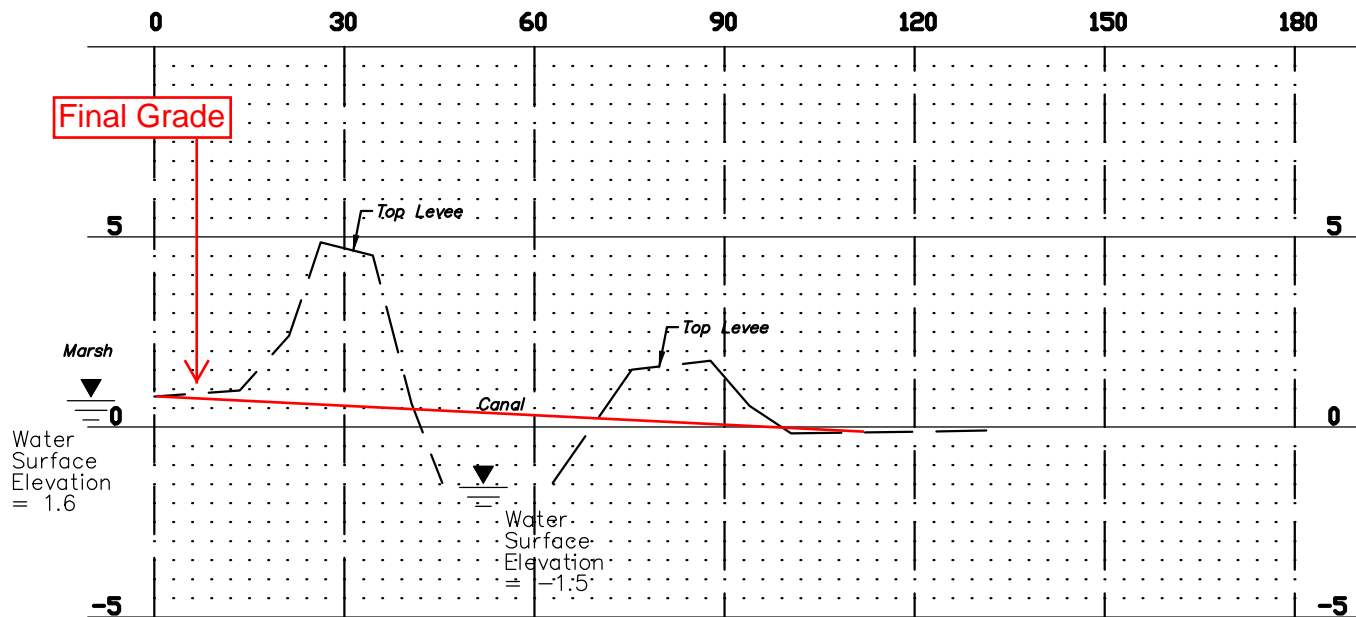 0 30 60 90 120 150 180
Final Grade
Top Levee
5 5
Top Levee
Marsh
Canal
0 0
Water
Surface
Elevation
= 1.6
Water
Surface
Elevation
= -1.5
-5 -5